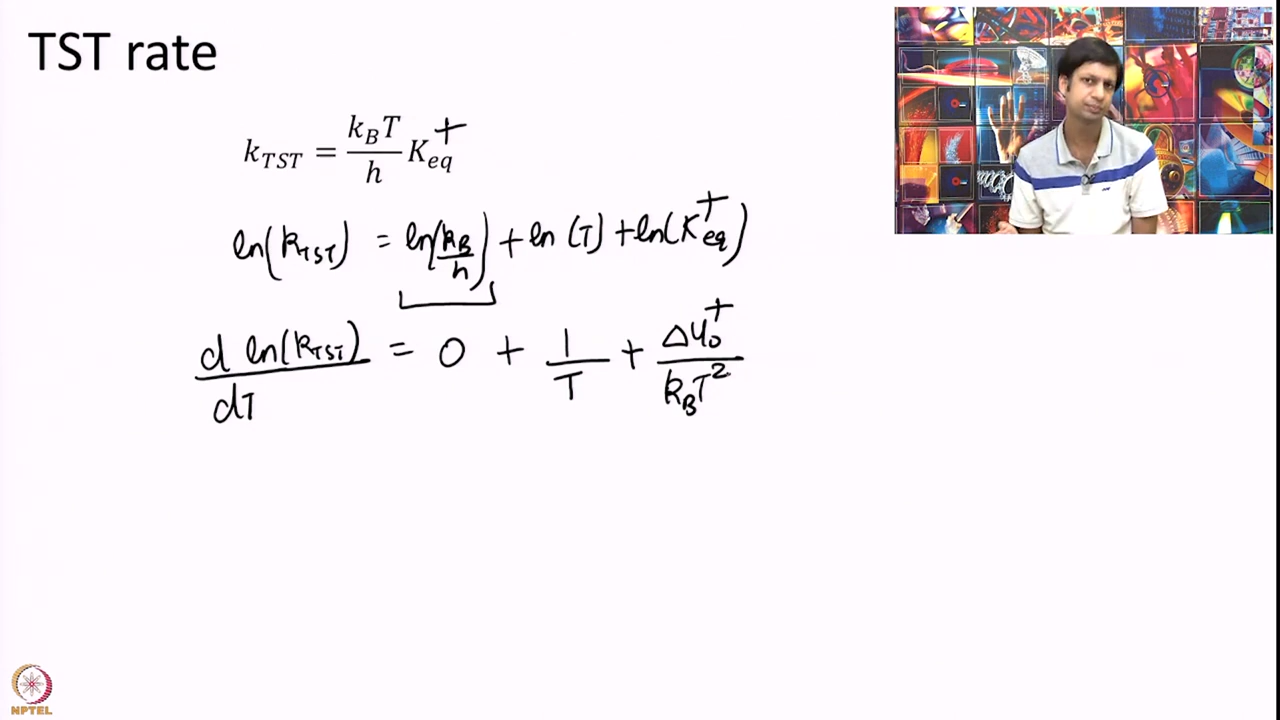 TST rate
k_TST = k_B T / h K_eq^‡
ln(k_TST) = ln(k_B / h) + ln(T) + ln(K_eq^‡)
d ln(k_TST) / dT = 0 + 1 / T + ΔU_0^‡ / k_B T^2
NPTEL